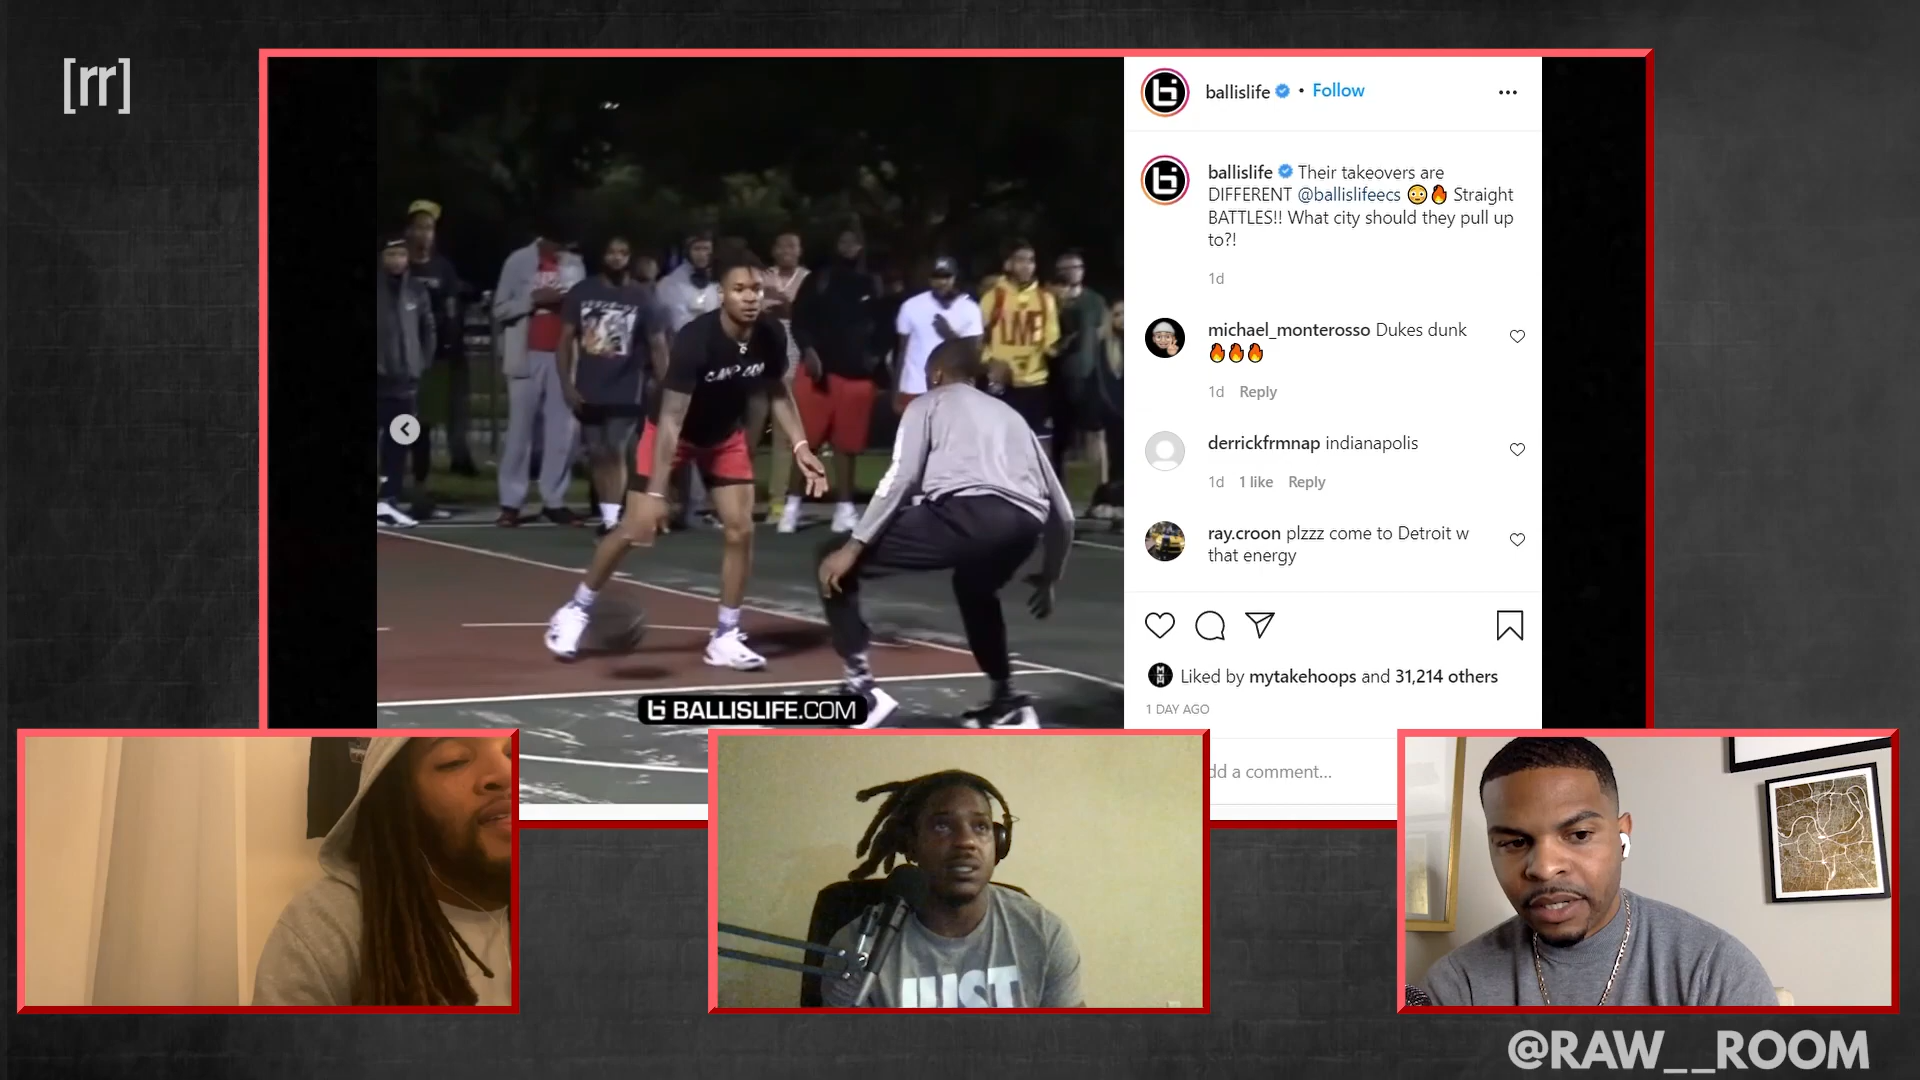 [rr]
ballislife • Follow
ballislife Their takeovers are
DIFFERENT @ballislifeecs 😳🔥 Straight
BATTLES!! What city should they pull up
to?!
1d
michael_monterosso Dukes dunk
🔥🔥🔥
1d Reply
derrickfrmnap indianapolis
1d 1 like Reply
ray.croon plzzz come to Detroit w
that energy
Liked by mytakehoops and 31,214 others
1 DAY AGO
dd a comment...
BALLISLIFE.COM
JUST
@RAW__ROOM